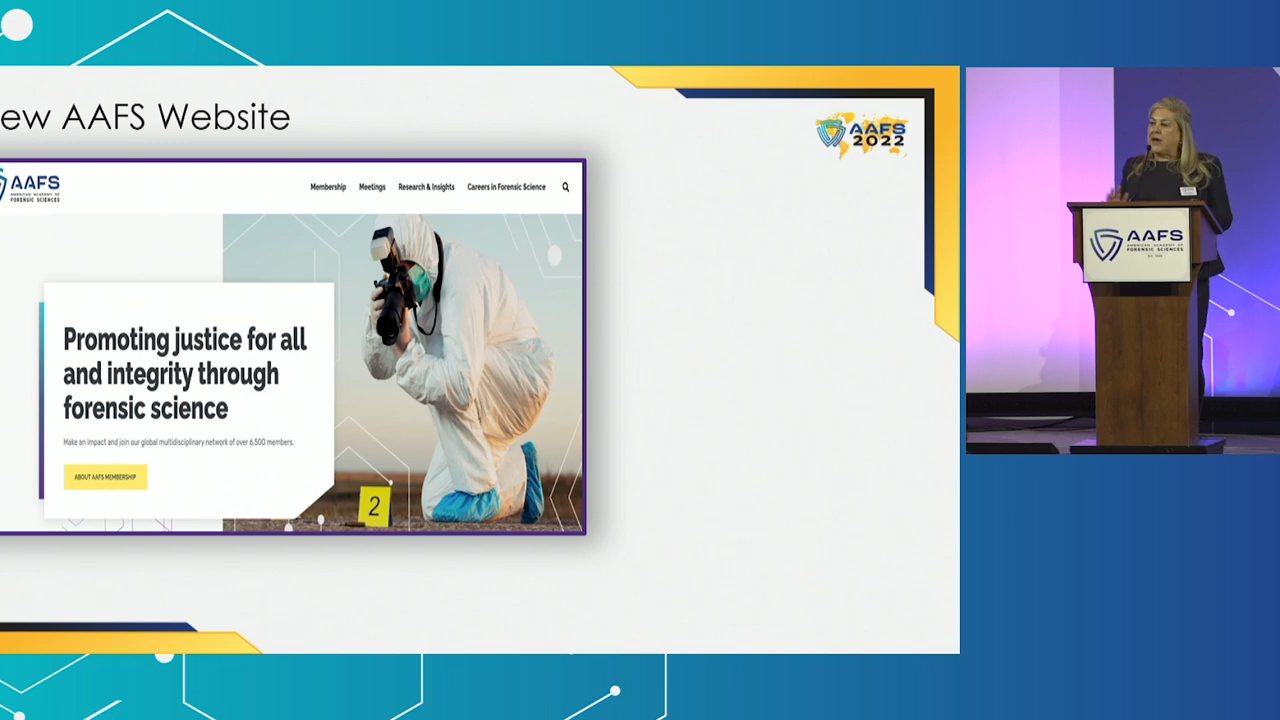 ew AAFS Website
AAFS
2022
AAFS
AMERICAN ACADEMY OF
FORENSIC SCIENCES
Membership Meetings Research & Insights Careers in Forensic Science
Promoting justice for all
and integrity through
forensic science
Make an impact and join our global multidisciplinary network of over 6,500 members.
ABOUT AAFS MEMBERSHIP
2
AAFS
AMERICAN ACADEMY OF
FORENSIC SCIENCES